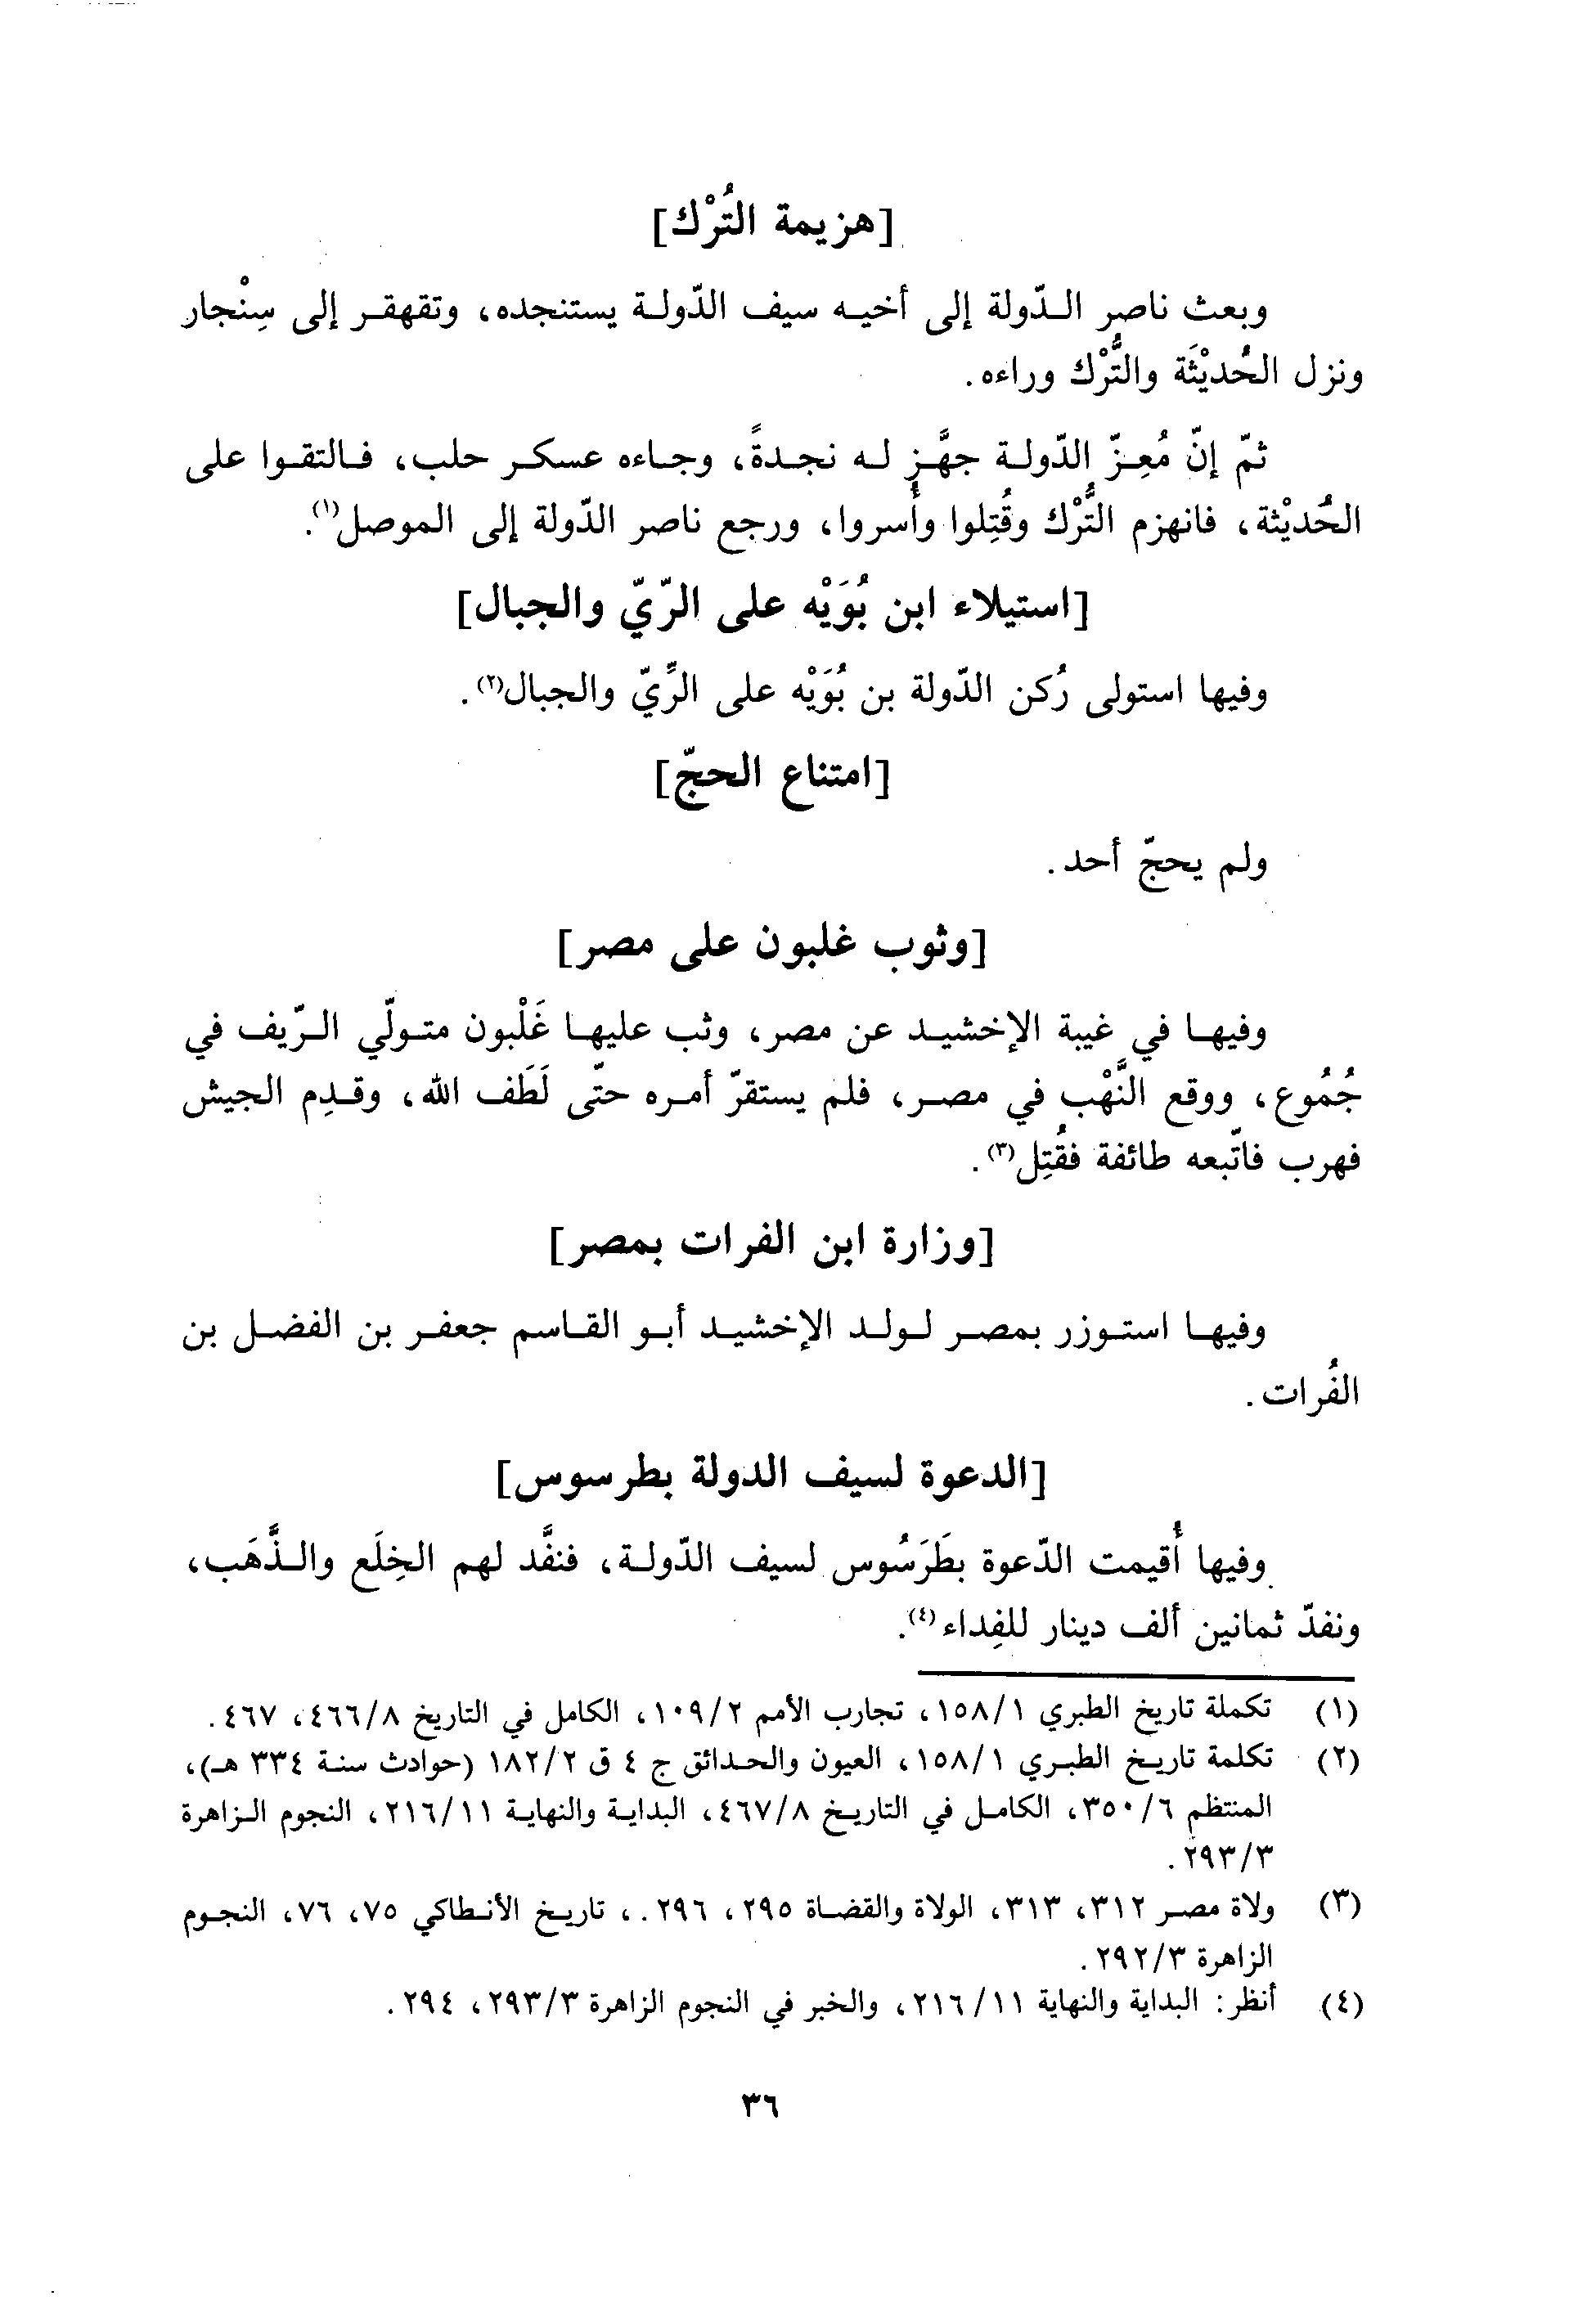 [هزيمة التُرْك]
وبعث ناصر الدّولة إلى أخيه سيف الدّولة يستنجده، وتقهقر إلى سِنْجار
ونزل الحُديْثَة والتُّرْك وراءه.
ثمّ إنّ مُعِزّ الدّولة جهَّز له نجدةً، وجاءه عسكر حلب، فالتقوا على
الحُديْثة، فانهزم التُّرْك وقُتِلوا وأُسروا، ورجع ناصر الدّولة إلى الموصل(١).
[استيلاء ابن بُوَيْه على الرّيّ والجبال]
وفيها استولى رُكن الدّولة بن بُوَيْه على الرَّيّ والجبال(٢).
[امتناع الحجّ]
ولم يحجّ أحد.
[وثوب غلبون على مصر]
وفيها في غيبة الإخشيد عن مصر، وثب عليها غَلْبون متولّي الرّيف في
جُمُوع، ووقع النَّهْب في مصر، فلم يستقرّ أمره حتّى لَطَف الله، وقدِم الجيش
فهرب فاتّبعه طائفة فقُتِل(٣).
[وزارة ابن الفرات بمصر]
وفيها استوزر بمصر لولد الإخشيد أبو القاسم جعفر بن الفضل بن
الفُرات.
[الدعوة لسيف الدولة بطرسوس]
وفيها أُقيمت الدّعوة بطَرَسُوس لسيف الدّولة، فنفَّد لهم الخِلَع والذَّهَب،
ونفدّ ثمانين ألف دينار للفِداء(٤).
(١) تكملة تاريخ الطبري ١٥٨/١، تجارب الأمم ١٠٩/٢، الكامل في التاريخ ٤٦٦/٨، ٤٦٧.
(٢) تكلمة تاريخ الطبري ١٥٨/١، العيون والحدائق ج ٤ ق ١٨٢/٢ (حوادث سنة ٣٣٤ هـ)،
المنتظم ٣٥٠/٦، الكامل في التاريخ ٤٦٧/٨، البداية والنهاية ٢١٦/١١، النجوم الزاهرة
٢٩٣/٣.
(٣) ولاة مصر ٣١٢، ٣١٣، الولاة والقضاة ٢٩٥، ٢٩٦.، تاريخ الأنطاكي ٧٥، ٧٦، النجوم
الزاهرة ٢٩٢/٣.
(٤) أنظر: البداية والنهاية ٢١٦/١١، والخبر في النجوم الزاهرة ٢٩٣/٣، ٢٩٤.
٣٦